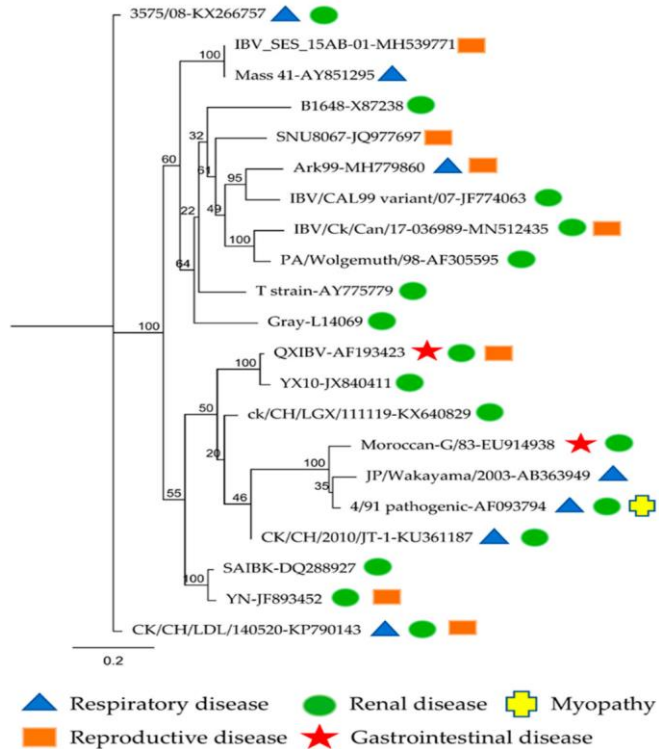 3575/08-KX266757
100
IBV_SES_15AB-01-MH539771
Mass 41-AY851295
B1648-X87238
32
SNU8067-JQ977697
60
61
95
Ark99-MH779860
IBV/CAL99 variant/07-JF774063
22
49
IBV/Ck/Can/17-036989-MN512435
100
PA/Wolgemuth/98-AF305595
64
T strain-AY775779
Gray-L14069
100
QXIBV-AF193423
100
YX10-JX840411
50
ck/CH/LGX/111119-KX640829
Moroccan-G/83-EU914938
20
100
JP/Wakayama/2003-AB363949
35
55
46
4/91 pathogenic-AF093794
CK/CH/2010/JT-1-KU361187
SAIBK-DQ288927
100
YN-JF893452
CK/CH/LDL/140520-KP790143
0.2
Respiratory disease Renal disease Myopathy
Reproductive disease Gastrointestinal disease